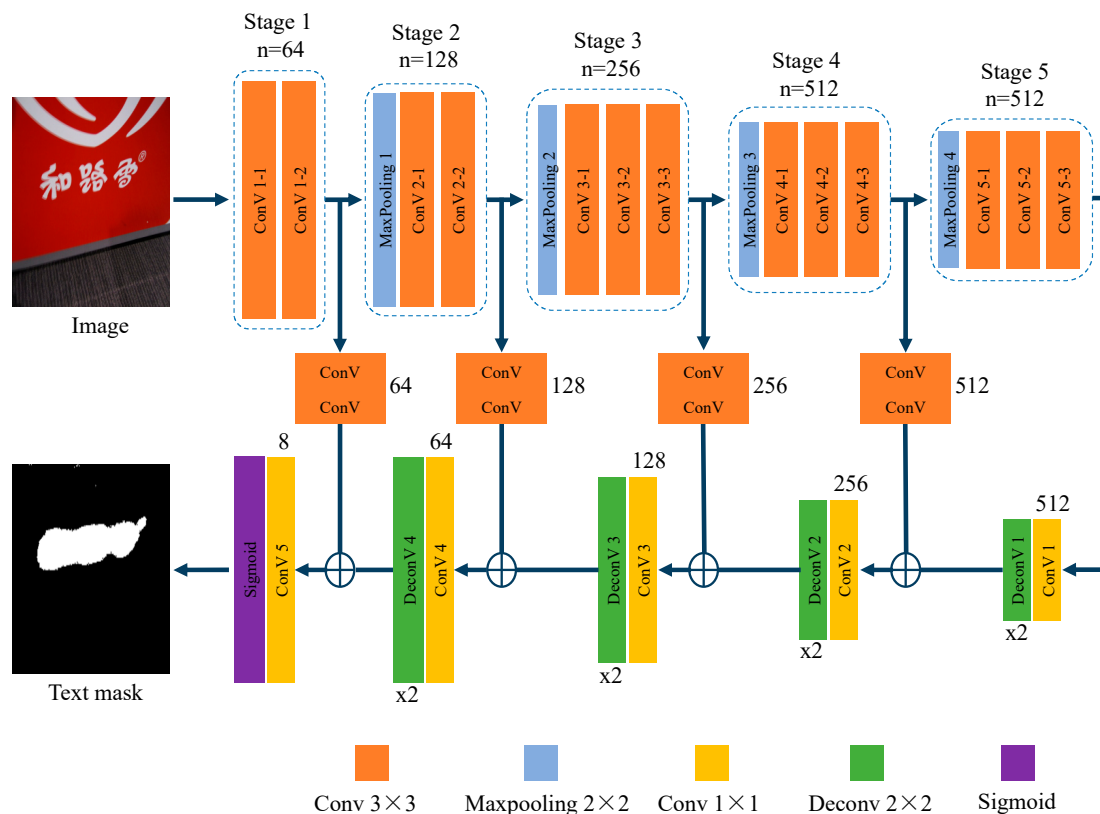 Stage 1
n=64
Stage 2
n=128
Stage 3
n=256
Stage 4
n=512
Stage 5
n=512
ConV 1-1
ConV 1-2
MaxPooling 1
ConV 2-1
ConV 2-2
MaxPooling 2
ConV 3-1
ConV 3-2
ConV 3-3
MaxPooling 3
ConV 4-1
ConV 4-2
ConV 4-3
MaxPooling 4
ConV 5-1
ConV 5-2
ConV 5-3
和路雪®
Image
ConV
ConV
64
ConV
ConV
128
ConV
ConV
256
ConV
ConV
512
8
Sigmoid
ConV 5
64
DeconV 4
ConV 4
x2
128
DeconV 3
ConV 3
x2
256
DeconV 2
ConV 2
x2
512
DeconV 1
ConV 1
x2
Text mask
Conv 3×3
Maxpooling 2×2
Conv 1×1
Deconv 2×2
Sigmoid